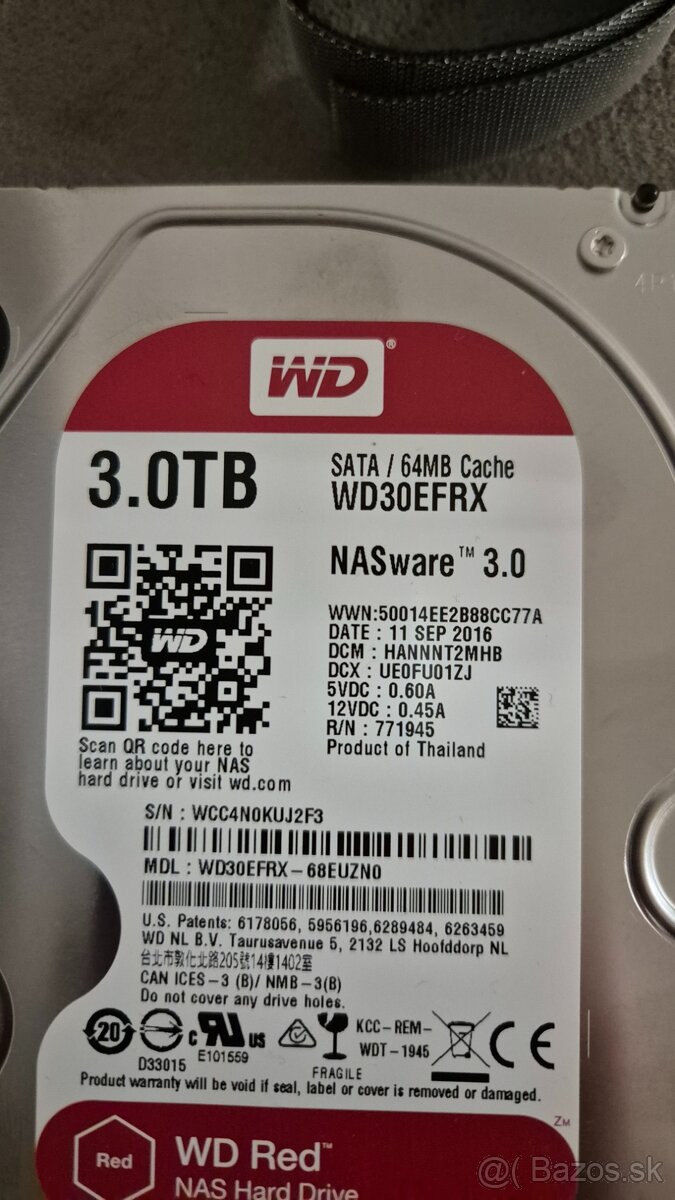 WD®
3.0TB
SATA / 64MB Cache
WD30EFRX
NASware™ 3.0
WD
WWN:50014EE2B88CC77A
DATE : 11 SEP 2016
DCM : HANNNT2MHB
DCX : UE0FU01ZJ
5VDC : 0.60A
12VDC : 0.45A
R/N : 771945
Product of Thailand
Scan QR code here to
learn about your NAS
hard drive or visit wd.com
S/N : WCC4N0KUJ2F3
MDL : WD30EFRX-68EUZN0
U.S. Patents: 6178056, 5956196,6289484, 6263459
WD NL B.V. Taurusavenue 5, 2132 LS Hoofddorp NL
台北市敦化北路205號14樓1402室
CAN ICES-3 (B)/ NMB-3(B)
Do not cover any drive holes.
20
D33015
c UR us
E101559
FRAGILE
KCC-REM-
WDT-1945
CE
Product warranty will be void if seal, label or cover is removed or damaged.
ZM
Red
WD Red™
NAS Hard Drive
@( Bazos.sk